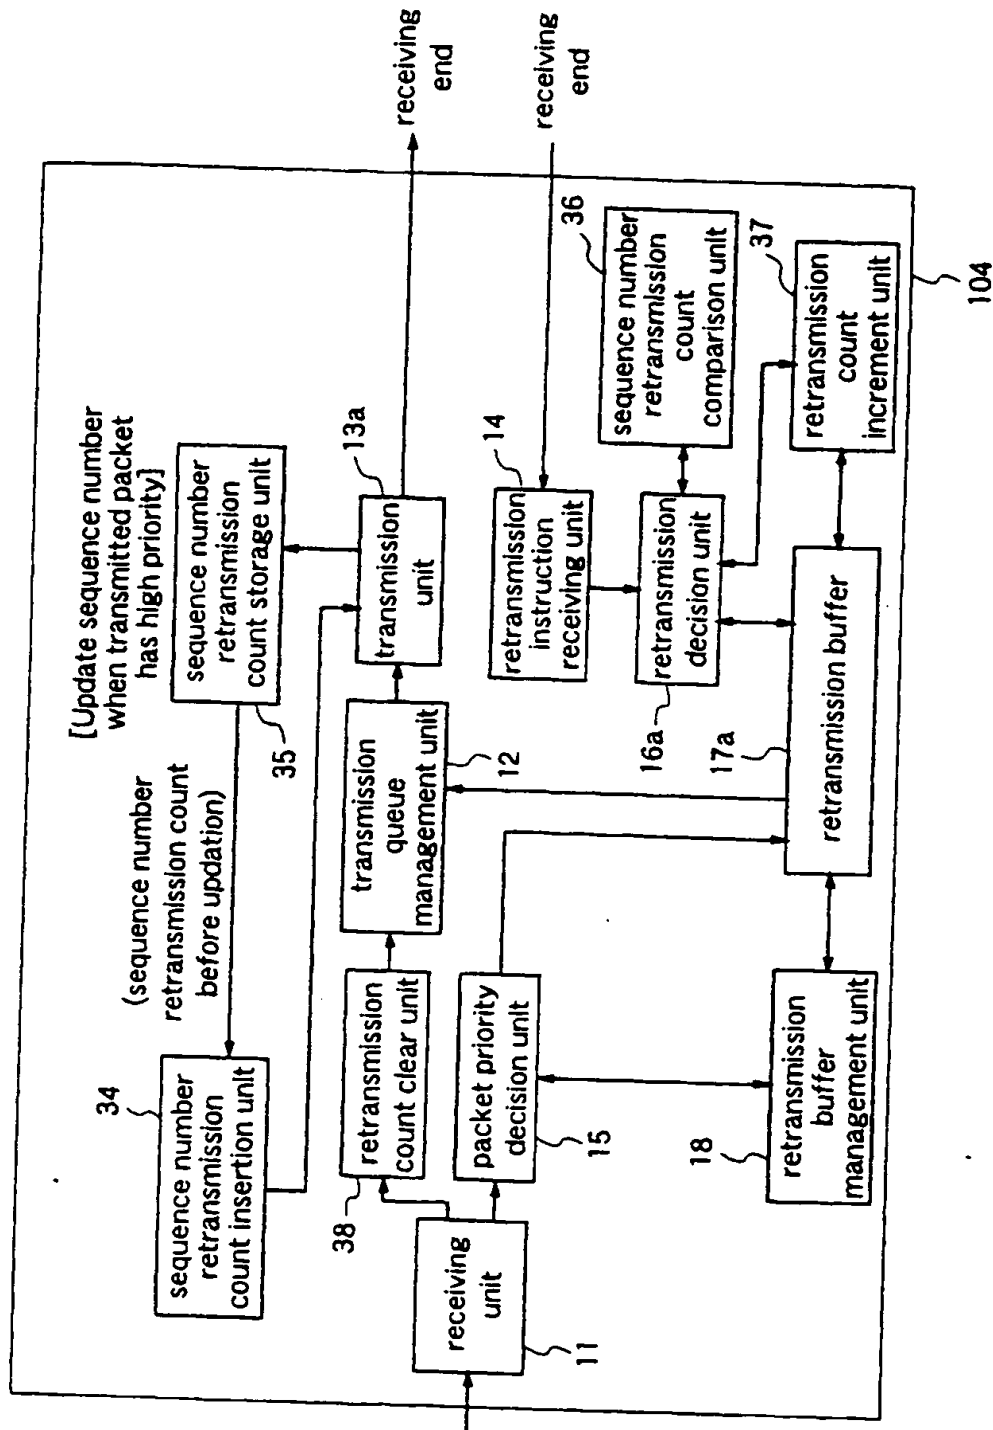 [Update sequence number
when transmitted packet
has high priority]
34
sequence number
retransmission
count insertion unit
(sequence number
retransmission count
before updation)
sequence number
retransmission
count storage unit
35
38
retransmission
count clear unit
transmission
queue
management unit
12
transmission
unit
13a
receiving
end
receiving
unit
11
packet priority
decision unit
15
retransmission
instruction
receiving unit
14
receiving
end
retransmission
decision unit
16a
sequence number
retransmission
count
comparison unit
36
18
retransmission
buffer
management unit
retransmission buffer
17a
retransmission
count
increment unit
37
104